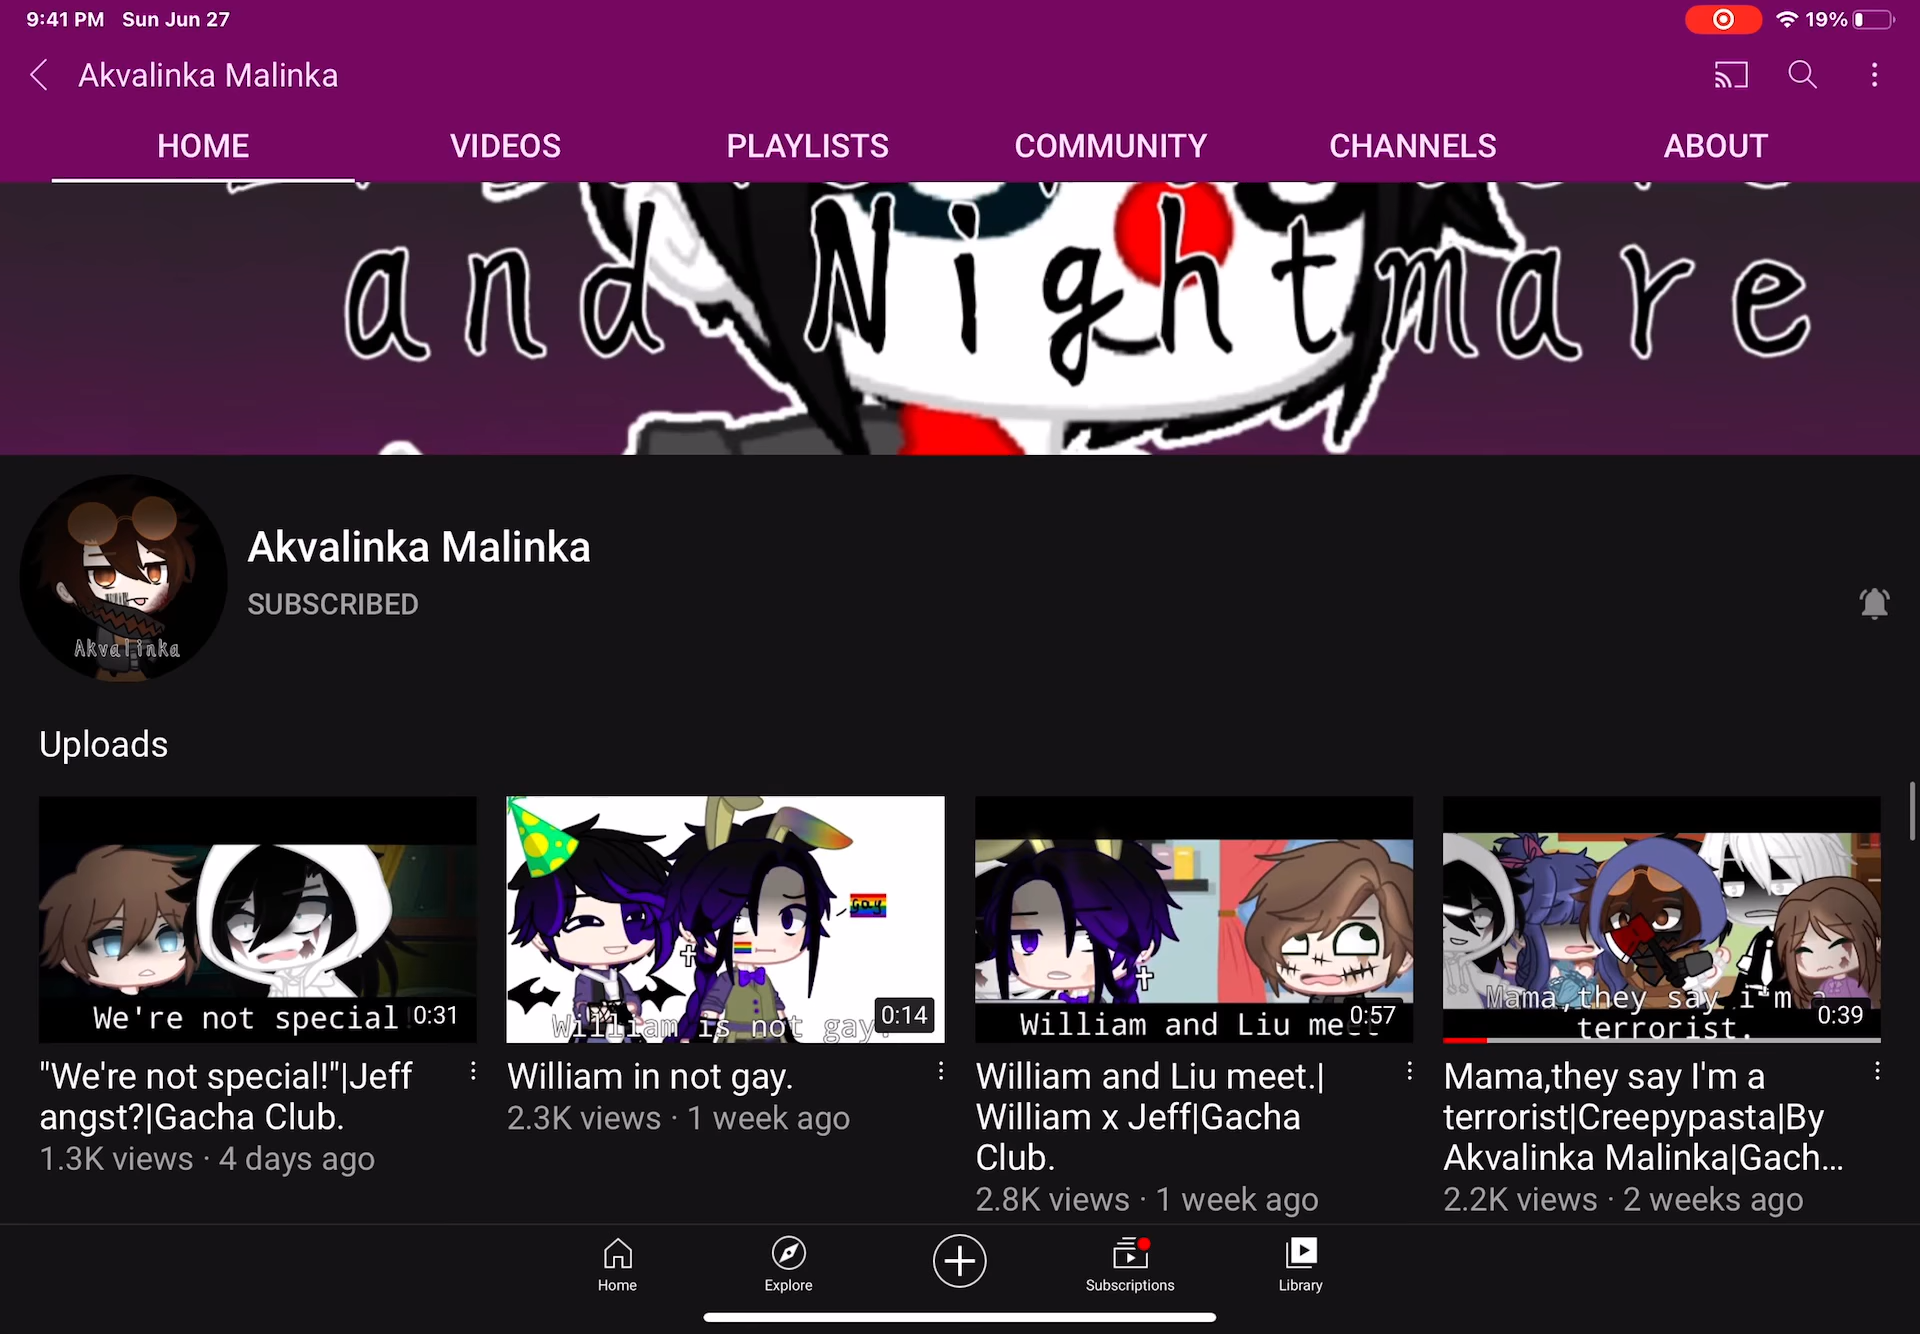 9:41 PM Sun Jun 27
19%
Akvalinka Malinka
HOME VIDEOS PLAYLISTS COMMUNITY CHANNELS ABOUT
and Nightmare
Akvalinka
Akvalinka Malinka
SUBSCRIBED
Uploads
We're not special
0:31
gay
William is not gay.
0:14
William and Liu meet
0:57
Mama,they say i'm a
terrorist.
0:39
"We're not special!"|Jeff
angst?|Gacha Club.
1.3K views · 4 days ago
William in not gay.
2.3K views · 1 week ago
William and Liu meet.|
William x Jeff|Gacha
Club.
2.8K views · 1 week ago
Mama,they say I'm a
terrorist|Creepypasta|By
Akvalinka Malinka|Gach...
2.2K views · 2 weeks ago
Home Explore Subscriptions Library